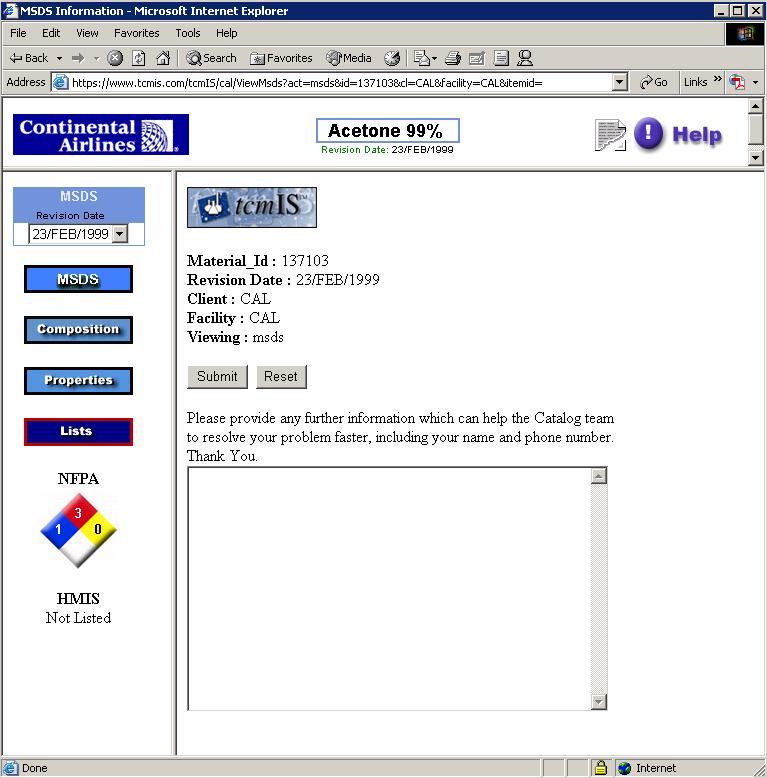 MSDS Information - Microsoft Internet Explorer
File Edit View Favorites Tools Help
Back Search Favorites Media
Address https://www.tcmis.com/tcmIS/cal/ViewMsds?act=msds&id=137103&cl=CAL&facility=CAL&itemid= Go Links »
Continental
Airlines
Acetone 99%
Revision Date: 23/FEB/1999
! Help
MSDS
Revision Date
23/FEB/1999
MSDS
Composition
Properties
Lists
NFPA
3
1 0
HMIS
Not Listed
tcmIS™
Material_Id : 137103
Revision Date : 23/FEB/1999
Client : CAL
Facility : CAL
Viewing : msds
Submit Reset
Please provide any further information which can help the Catalog team
to resolve your problem faster, including your name and phone number.
Thank You.
Done Internet